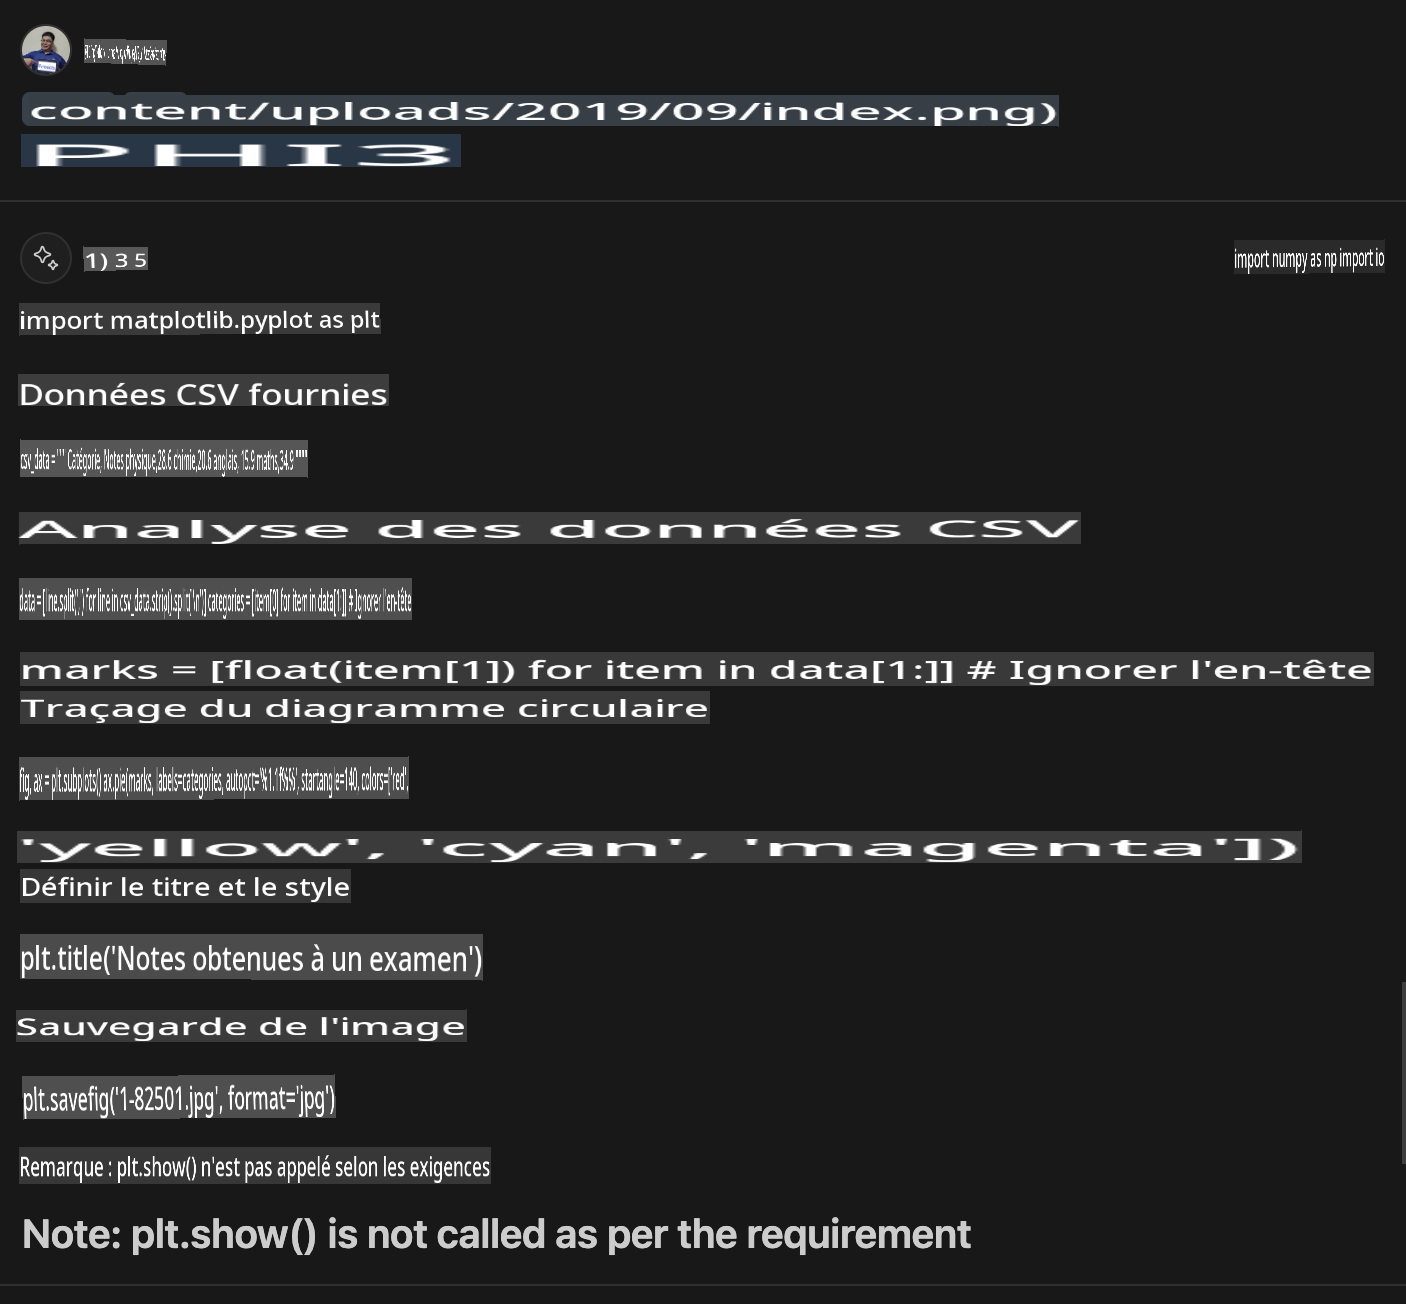 content/uploads/2019/09/index.png)
PHI3
1) 3 5
import numpy as np import io
import matplotlib.pyplot as plt
Données CSV fournies
csv_data = """ Catégorie, Notes physique,28.6 chimie,20.6 anglais, 15.9 maths,34.9 """
Analyse des données CSV
data = [line.split(",") for line in csv_data.strip().split("\n")] categories = [item[0] for item in data[1:]] # Ignorer l'en-tête
marks = [float(item[1]) for item in data[1:]] # Ignorer l'en-tête
Traçage du diagramme circulaire
fig, ax = plt.subplots() ax.pie(marks, labels=categories, autopct='%1.1f%%', startangle=140, colors=['red',
'yellow', 'cyan', 'magenta'])
Définir le titre et le style
plt.title('Notes obtenues à un examen')
Sauvegarde de l'image
plt.savefig('1-82501.jpg', format='jpg')
Remarque : plt.show() n'est pas appelé selon les exigences
Note: plt.show() is not called as per the requirement